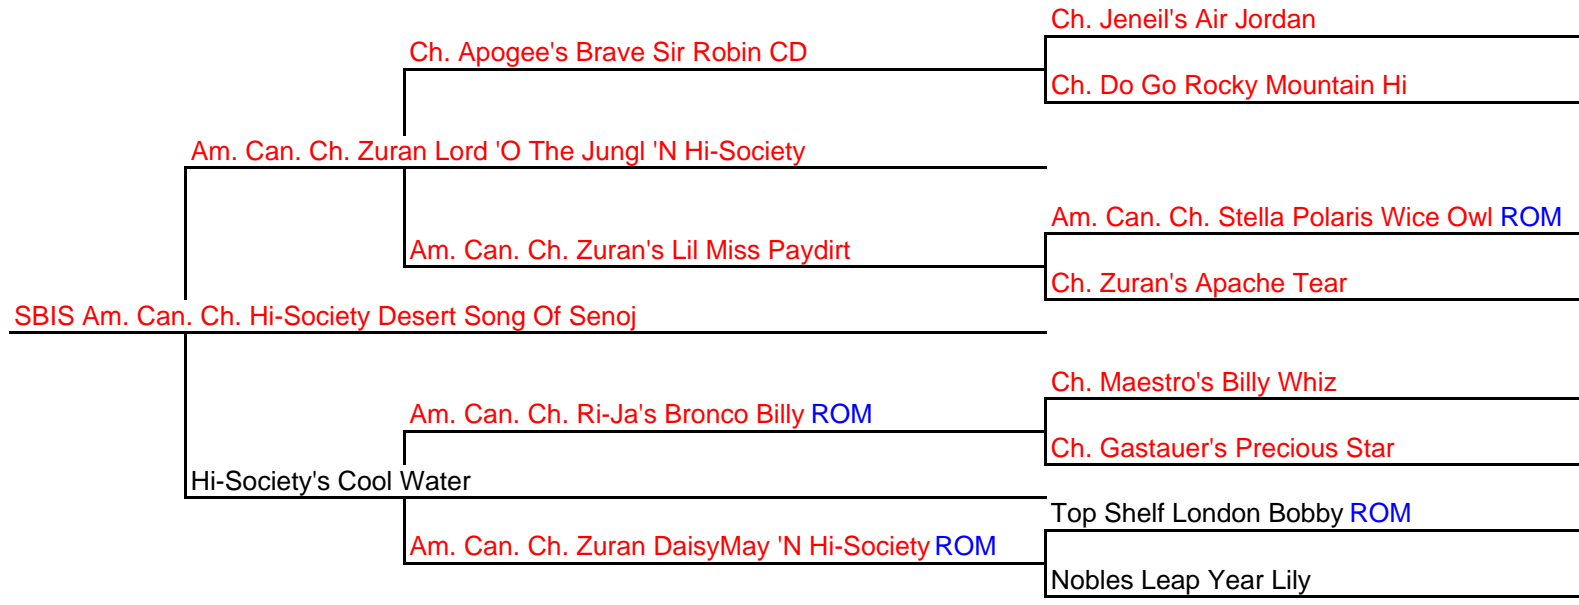 Ch. Jeneil's Air Jordan
Ch. Apogee's Brave Sir Robin CD
Ch. Do Go Rocky Mountain Hi
Am. Can. Ch. Zuran Lord 'O The Jungl 'N Hi-Society
Am. Can. Ch. Stella Polaris Wice Owl ROM
Am. Can. Ch. Zuran's Lil Miss Paydirt
Ch. Zuran's Apache Tear
SBIS Am. Can. Ch. Hi-Society Desert Song Of Senoj
Ch. Maestro's Billy Whiz
Am. Can. Ch. Ri-Ja's Bronco Billy ROM
Ch. Gastauer's Precious Star
Hi-Society's Cool Water
Top Shelf London Bobby ROM
Am. Can. Ch. Zuran DaisyMay 'N Hi-Society ROM
Nobles Leap Year Lily